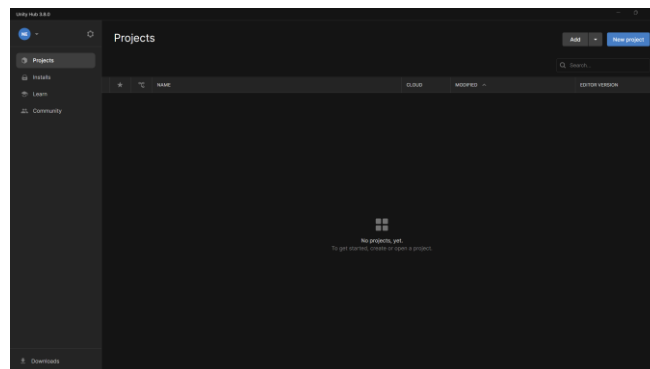 Unity Hub 3.8.0
NE
Projects
Add
New project
Projects
Installs
Learn
Community
Search...
NAME
CLOUD
MODIFIED
EDITOR VERSION
No projects, yet.
To get started, create or open a project.
Downloads